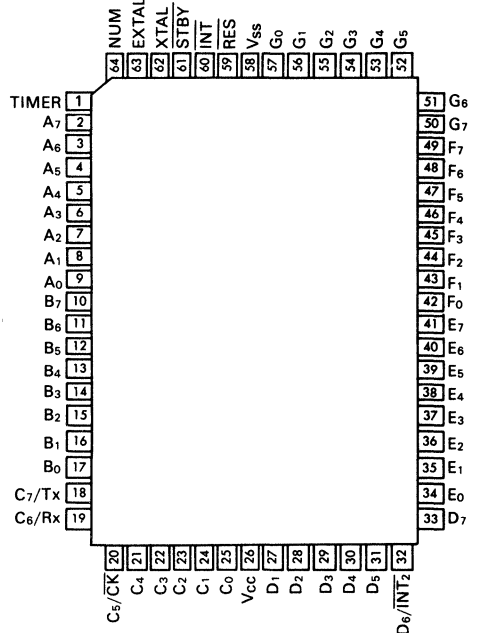 NUM EXTAL XTAL S̅T̅B̅Y̅ I̅N̅T̅ R̅E̅S̅ Vss G0 G1 G2 G3 G4 G5
64 63 62 61 60 59 58 57 56 55 54 53 52
TIMER 1
A7 2
A6 3
A5 4
A4 5
A3 6
A2 7
A1 8
A0 9
B7 10
B6 11
B5 12
B4 13
B3 14
B2 15
B1 16
B0 17
C7/Tx 18
C6/Rx 19
51 G6
50 G7
49 F7
48 F6
47 F5
46 F4
45 F3
44 F2
43 F1
42 F0
41 E7
40 E6
39 E5
38 E4
37 E3
36 E2
35 E1
34 E0
33 D7
20 21 22 23 24 25 26 27 28 29 30 31 32
C5/C̅K̅ C4 C3 C2 C1 C0 Vcc D1 D2 D3 D4 D5 D6/I̅N̅T̅2